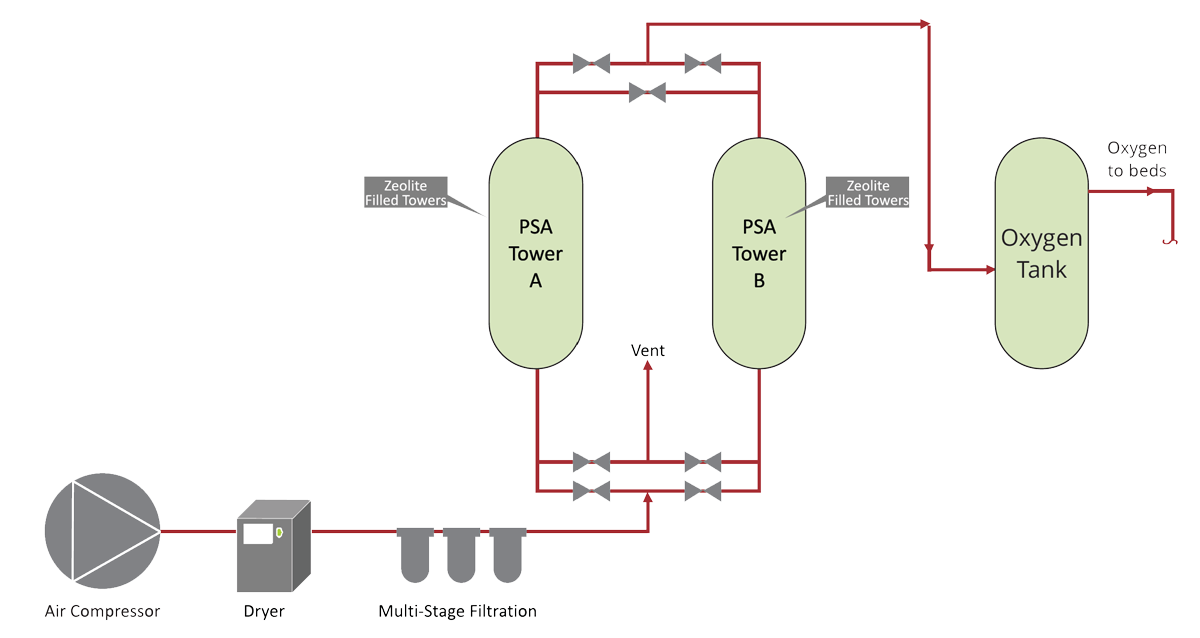 Oxygen
to beds
Zeolite
Filled Towers
Zeolite
Filled Towers
PSA
Tower
A
PSA
Tower
B
Oxygen
Tank
Vent
Air Compressor
Dryer
Multi-Stage Filtration